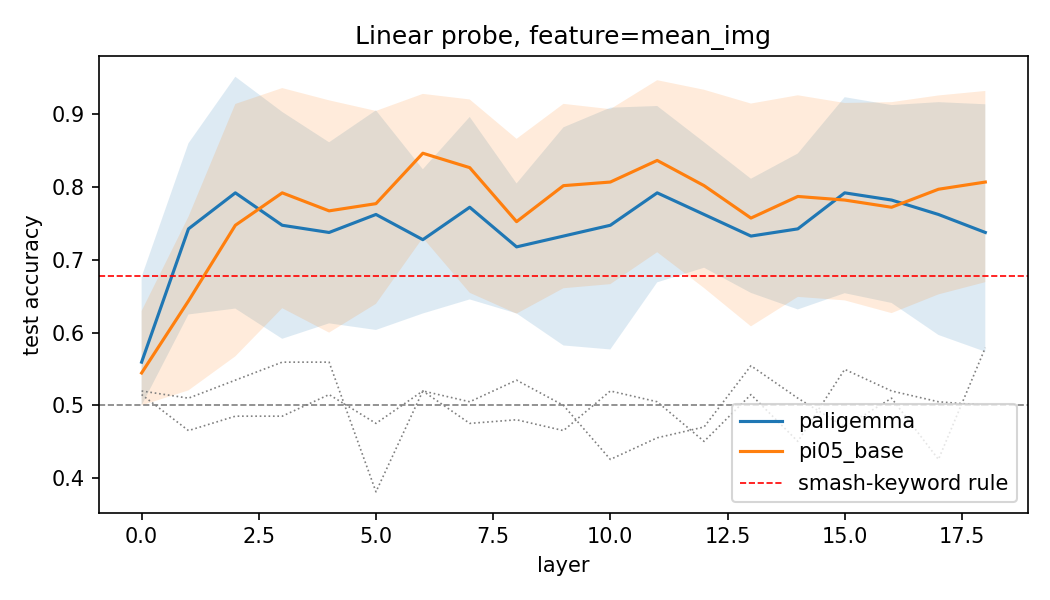 Linear probe, feature=mean_img
test accuracy
0.9
0.8
0.7
0.6
0.5
0.4
paligemma
pi05_base
smash-keyword rule
0.0
2.5
5.0
7.5
10.0
12.5
15.0
17.5
layer